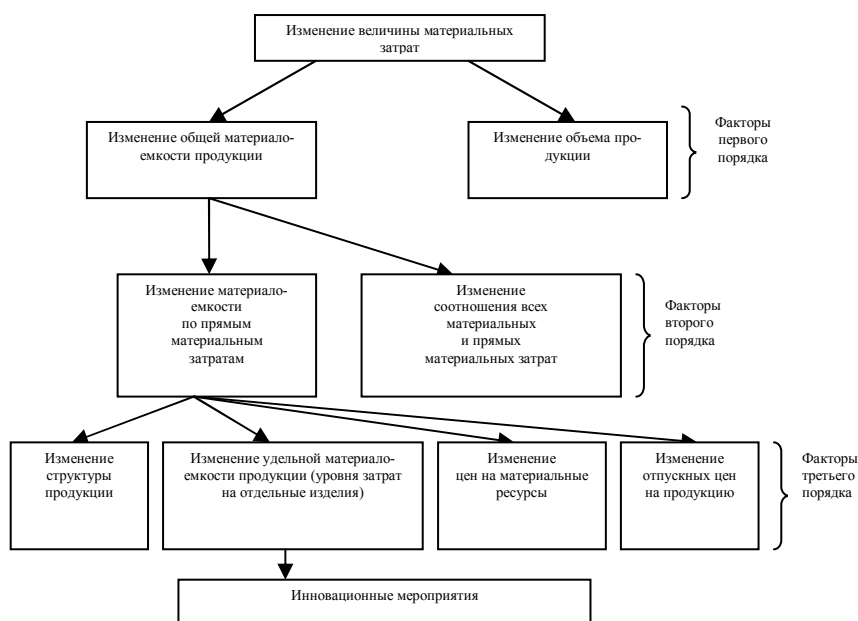 Изменение величины материальных
затрат
Изменение общей материало-
емкости продукции
Изменение объема про-
дукции
Факторы
первого
порядка
Изменение материало-
емкости
по прямым
материальным
затратам
Изменение
соотношения всех
материальных
и прямых
материальных затрат
Факторы
второго
порядка
Изменение
структуры
продукции
Изменение удельной материало-
емкости продукции (уровня затрат
на отдельные изделия)
Изменение
цен на материальные
ресурсы
Изменение
отпускных цен
на продукцию
Факторы
третьего
порядка
Инновационные мероприятия